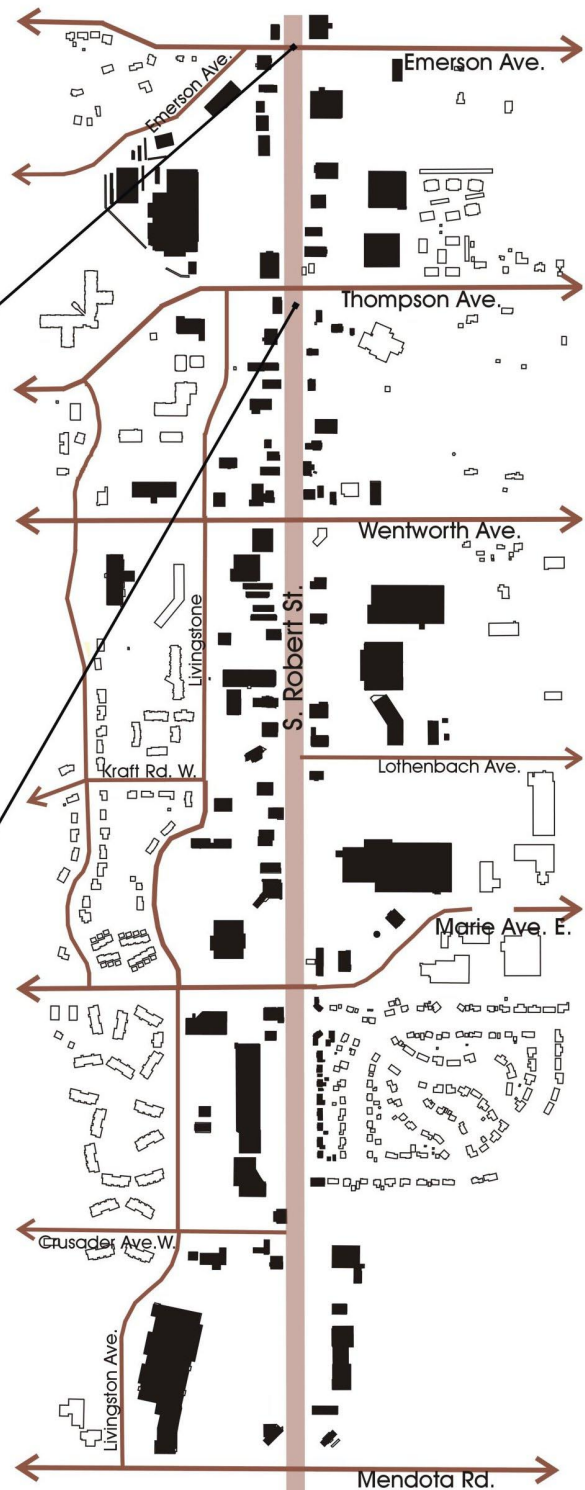 Emerson Ave.
Emerson Ave.
Thompson Ave.
Wentworth Ave.
Livingstone
S. Robert St.
Lothenbach Ave.
Kraft Rd. W.
Marie Ave. E.
Crusader Ave.W.
Livingston Ave.
Mendota Rd.